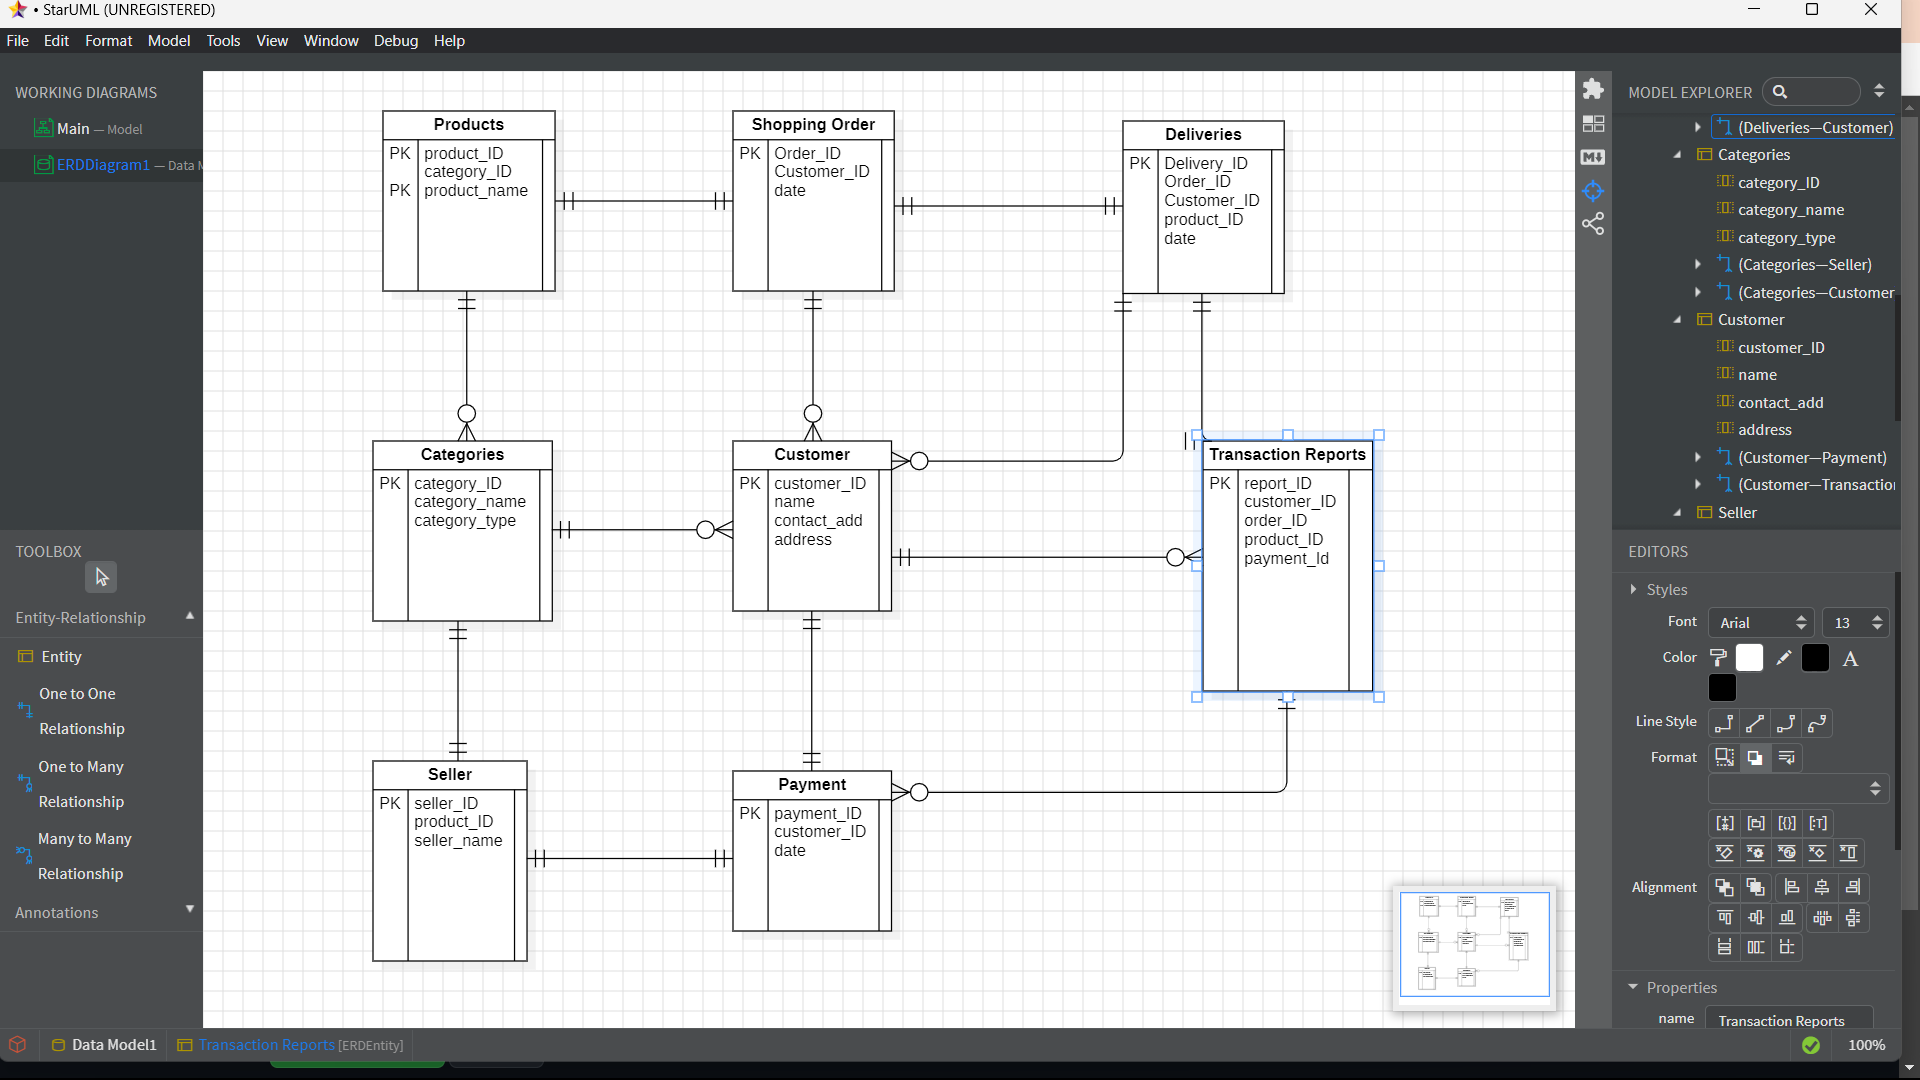 • StarUML (UNREGISTERED)
File Edit Format Model Tools View Window Debug Help
WORKING DIAGRAMS
Main — Model
ERDDiagram1 — Data M
TOOLBOX
Entity-Relationship
Entity
One to One
Relationship
One to Many
Relationship
Many to Many
Relationship
Annotations
Products
PK product_ID
category_ID
PK product_name
Shopping Order
PK Order_ID
Customer_ID
date
Deliveries
PK Delivery_ID
Order_ID
Customer_ID
product_ID
date
Categories
PK category_ID
category_name
category_type
Customer
PK customer_ID
name
contact_add
address
Transaction Reports
PK report_ID
customer_ID
order_ID
product_ID
payment_Id
Seller
PK seller_ID
product_ID
seller_name
Payment
PK payment_ID
customer_ID
date
MODEL EXPLORER
(Deliveries—Customer)
Categories
category_ID
category_name
category_type
(Categories—Seller)
(Categories—Customer
Customer
customer_ID
name
contact_add
address
(Customer—Payment)
(Customer—Transactio
Seller
EDITORS
Styles
Font Arial 13
Color A
Line Style
Format
Alignment
Properties
name Transaction Reports
Data Model1 Transaction Reports [ERDEntity]
100%